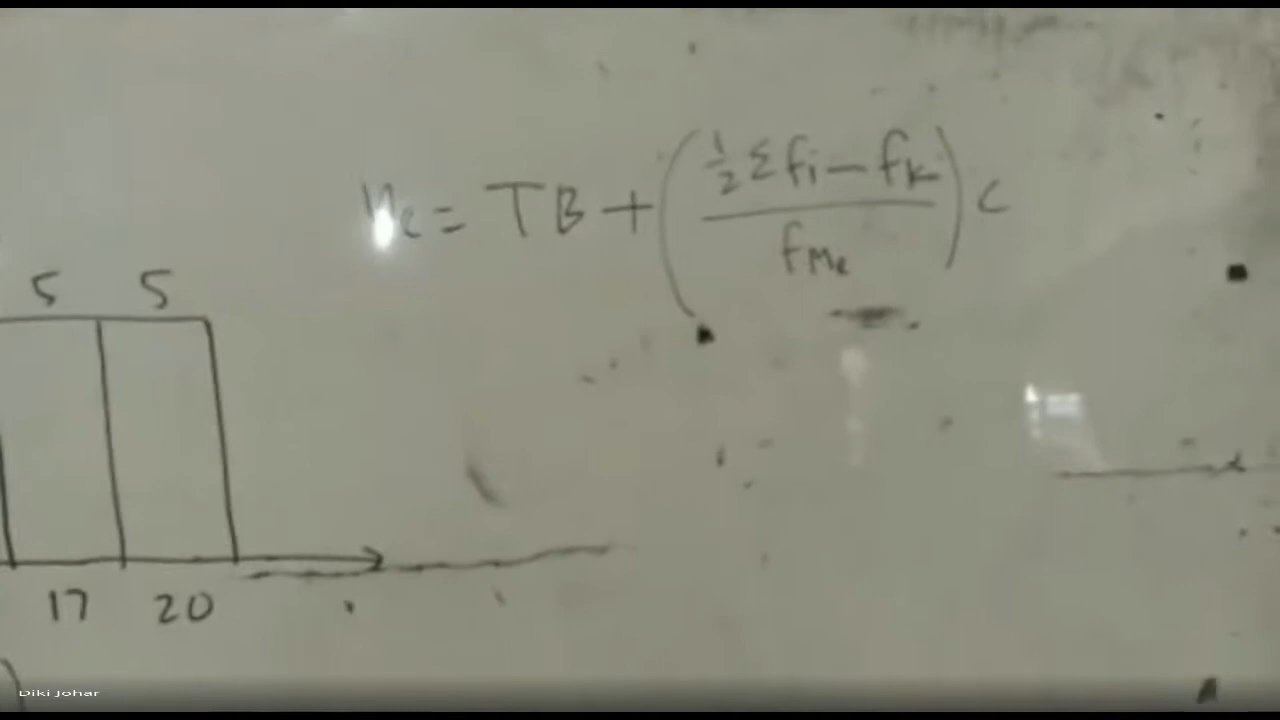 Me = TB + ( (½ Σfi − fk) / fMe ) c
5 5
17 20
Diki Johar